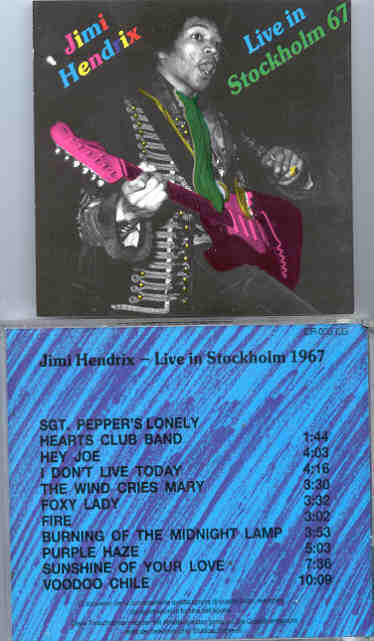 Jimi
Hendrix
Live in
Stockholm 67
Jimi Hendrix – Live in Stockholm 1967
SGT. PEPPER'S LONELY
HEARTS CLUB BAND 1:44
HEY JOE 4:03
I DON'T LIVE TODAY 4:16
THE WIND CRIES MARY 3:30
FOXY LADY 3:32
FIRE 3:02
BURNING OF THE MIDNIGHT LAMP 3:53
PURPLE HAZE 5:03
SUNSHINE OF YOUR LOVE 7:36
VOODOO CHILE 10:09